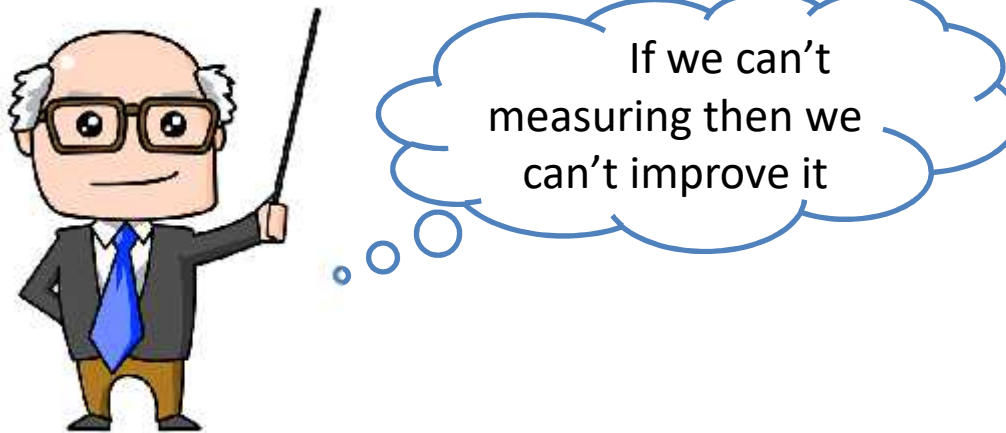 If we can’t
measuring then we
can’t improve it